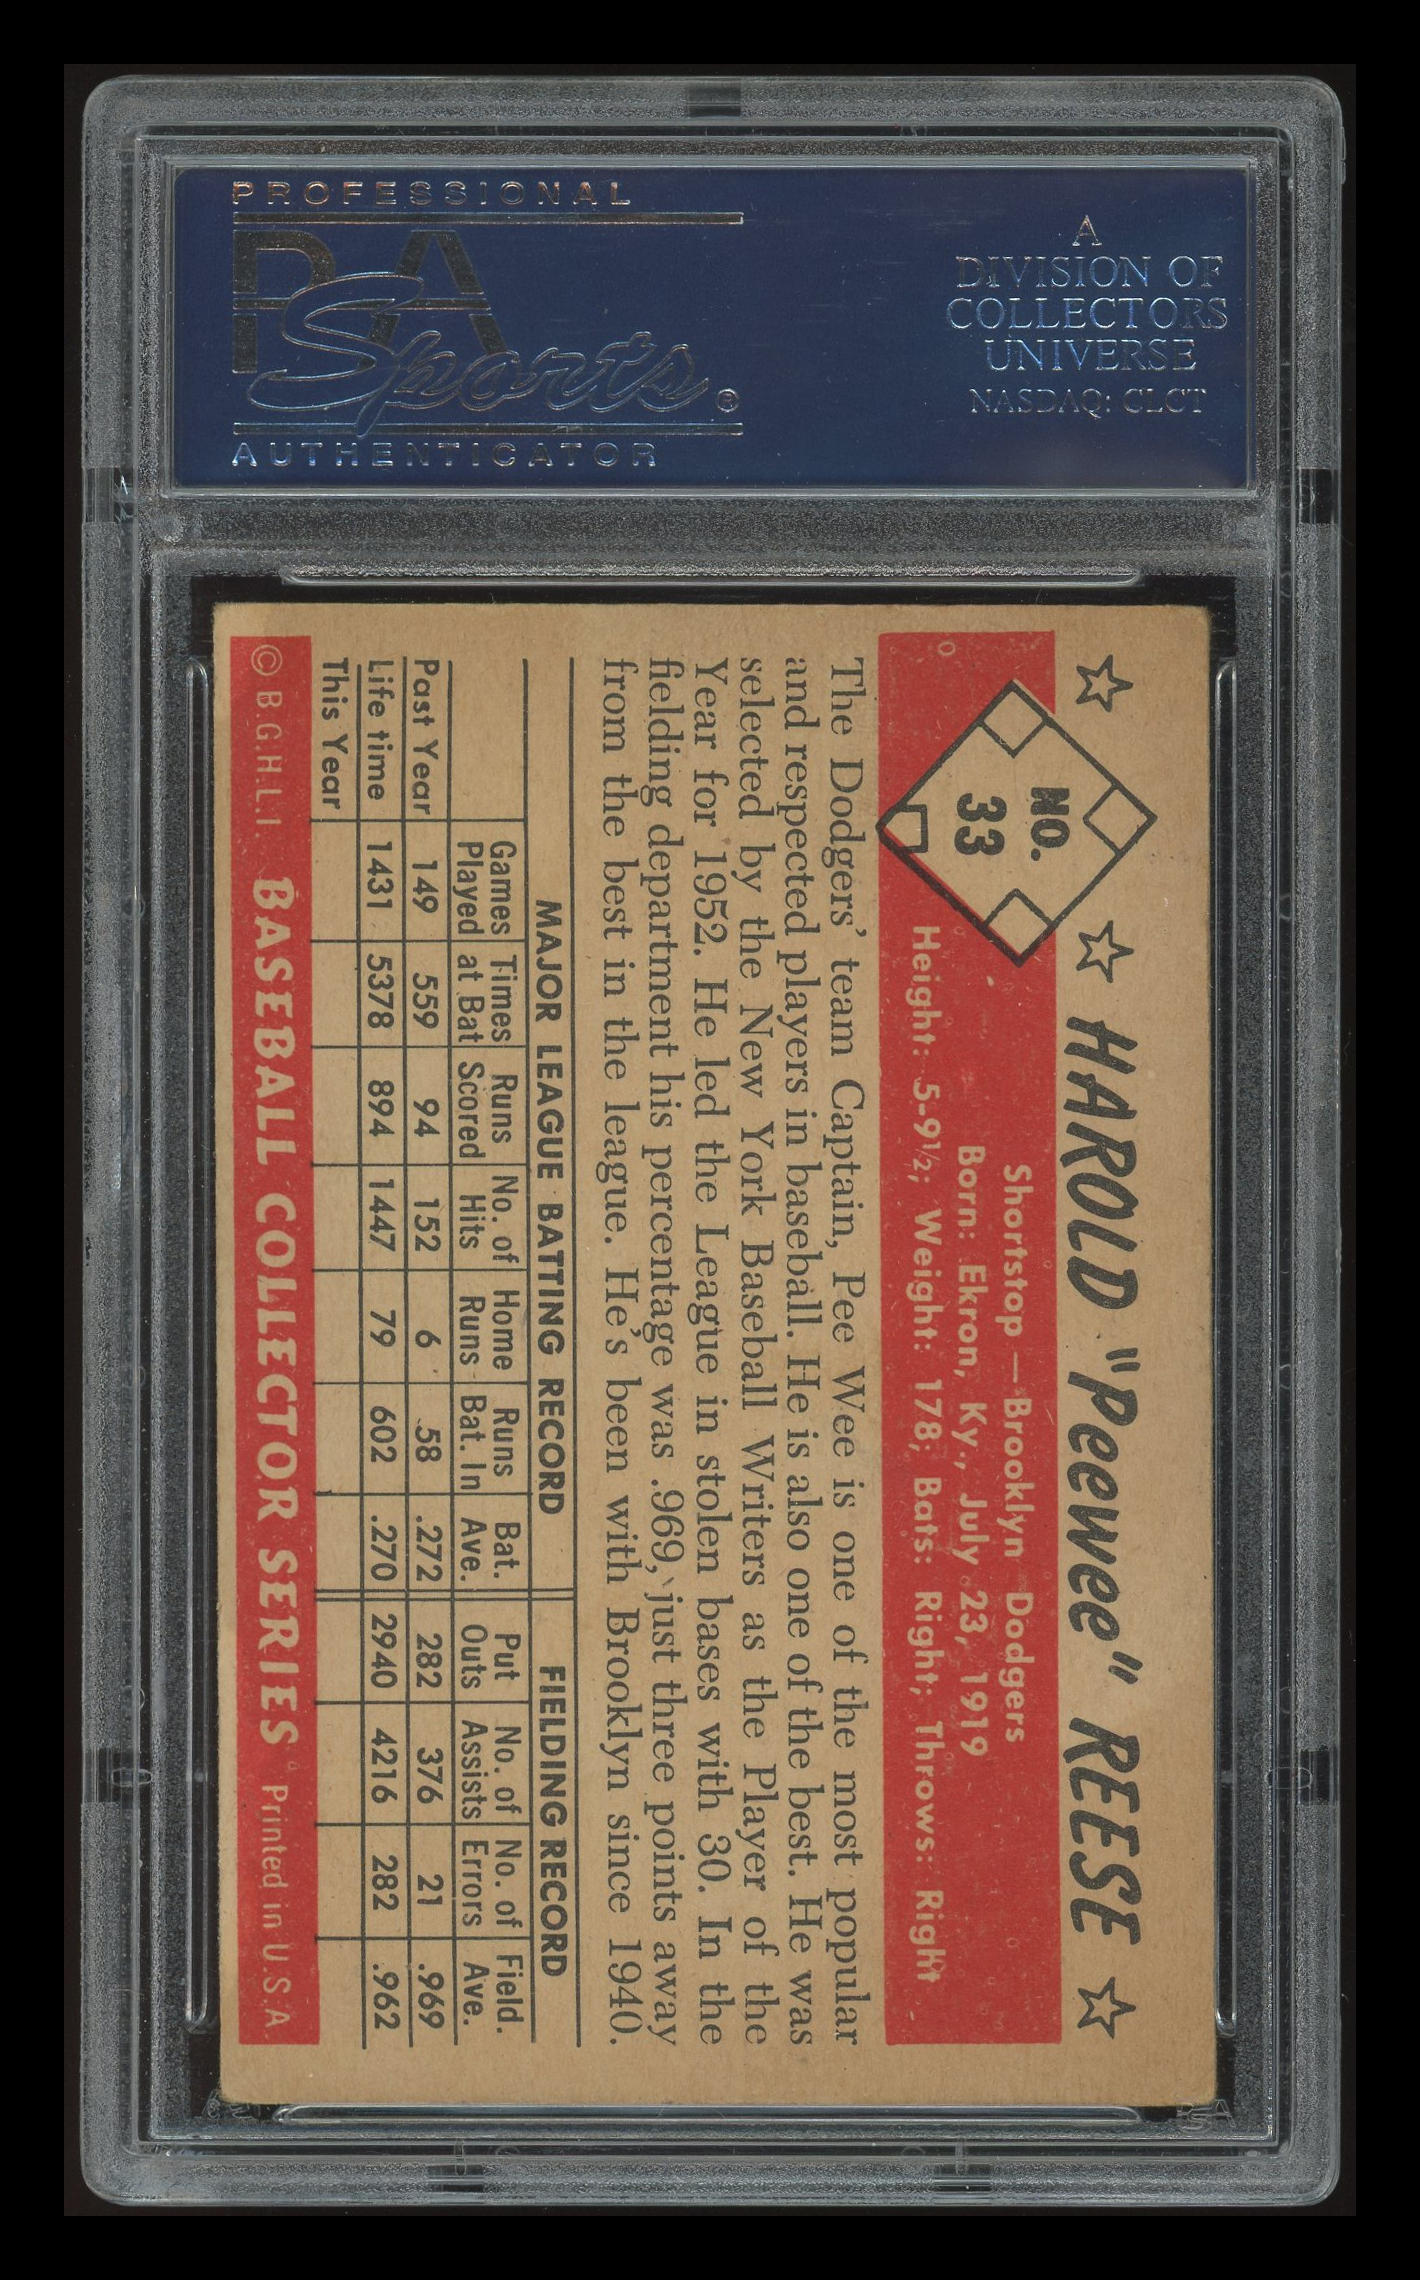 PROFESSIONAL
PSA
Sports®
AUTHENTICATOR
A
DIVISION OF
COLLECTORS
UNIVERSE
NASDAQ: CLCT
NO.
33
HAROLD "Peewee" REESE
Shortstop — Brooklyn Dodgers
Born: Ekron, Ky., July 23, 1919
Height: 5-9½; Weight: 178; Bats: Right; Throws: Right
The Dodgers' team Captain, Pee Wee is one of the most popular
and respected players in baseball. He is also one of the best. He was
selected by the New York Baseball Writers as the Player of the
Year for 1952. He led the League in stolen bases with 30. In the
fielding department his percentage was .969, just three points away
from the best in the league. He's been with Brooklyn since 1940.
MAJOR LEAGUE BATTING RECORD FIELDING RECORD
Games Times Runs No. of Home Runs Bat. Put No. of No. of Field.
Played at Bat Scored Hits Runs Bat. In Ave. Outs Assists Errors Ave.
Past Year 149 559 94 152 6 58 .272 282 376 21 .969
Life time 1431 5378 894 1447 79 602 .270 2940 4216 282 .962
This Year
© B.G.H.L.I. BASEBALL COLLECTOR SERIES Printed in U.S.A.